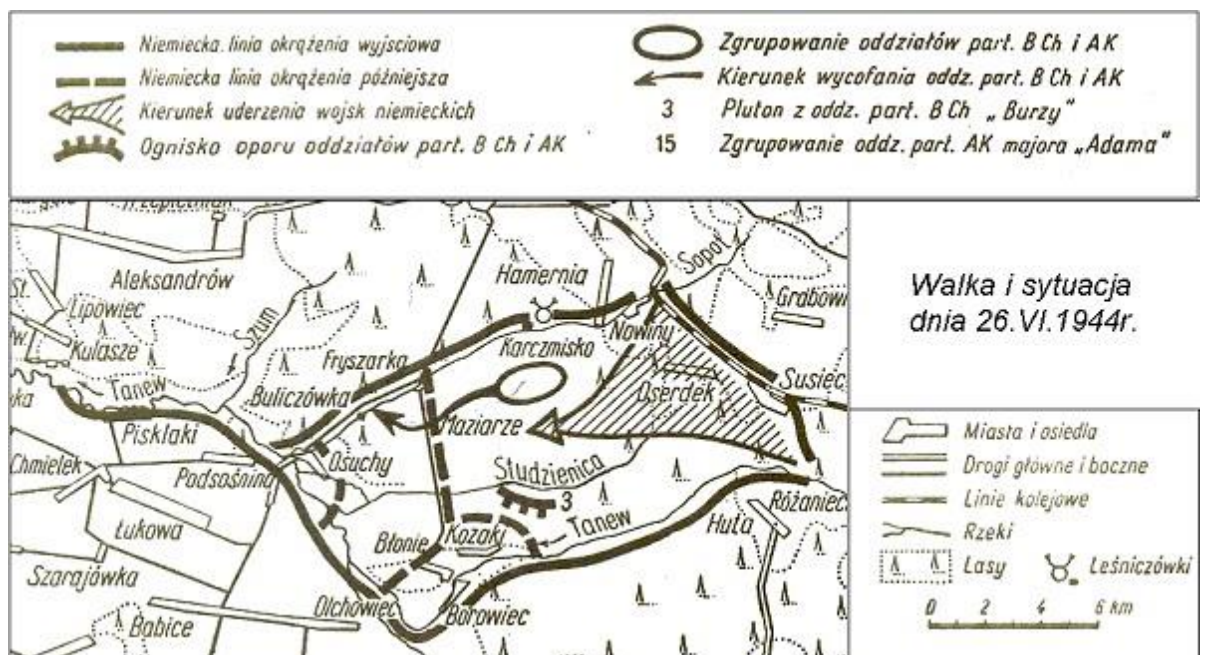 Niemiecka linia okrążenia wyjsciowa
Niemiecka linia okrążenia późniejsza
Kierunek uderzenia wojsk niemieckich
Ognisko oporu oddziałów part. B Ch i AK
Zgrupowanie oddziałów part. B Ch i AK
Kierunek wycofania oddz. part. B Ch i AK
3 Pluton z oddz. part. B Ch „Burzy"
15 Zgrupowanie oddz. part. AK majora „Adama"
Aleksandrów
Hamernia
Sopot
Grabowi
St.
Lipowiec
Kulasze
Szum
Fryszarka
Karczmisko
Nowiny
Tanew
Buliczówka
Oserdek
Susiec
Pisklaki
Maziarze
Chmielek
Podsośnina
Osuchy
Studzienica
3
Łukowa
Tanew
Różaniec
Huta
Błonie
Kozaki
Szarajówka
Olchowiec
Borowiec
Babice
Walka i sytuacja
dnia 26.VI.1944r.
Miasta i osiedla
Drogi główne i boczne
Linie kolejowe
Rzeki
Lasy
Leśniczówki
0 2 4 6 km